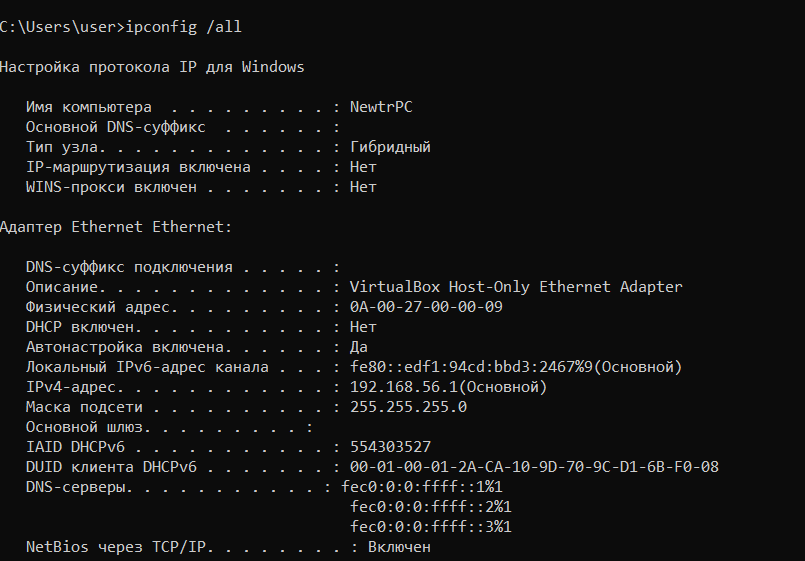 C:\Users\user>ipconfig /all
Настройка протокола IP для Windows
Имя компьютера  . . . . . . . . . : NewtrPC
Основной DNS-суффикс  . . . . . . :
Тип узла. . . . . . . . . . . . . : Гибридный
IP-маршрутизация включена . . . . : Нет
WINS-прокси включен . . . . . . . : Нет
Адаптер Ethernet Ethernet:
DNS-суффикс подключения . . . . . :
Описание. . . . . . . . . . . . . : VirtualBox Host-Only Ethernet Adapter
Физический адрес. . . . . . . . . : 0A-00-27-00-00-09
DHCP включен. . . . . . . . . . . : Нет
Автонастройка включена. . . . . . : Да
Локальный IPv6-адрес канала . . . : fe80::edf1:94cd:bbd3:2467%9(Основной)
IPv4-адрес. . . . . . . . . . . . : 192.168.56.1(Основной)
Маска подсети . . . . . . . . . . : 255.255.255.0
Основной шлюз. . . . . . . . . :
IAID DHCPv6 . . . . . . . . . . . : 554303527
DUID клиента DHCPv6 . . . . . . . : 00-01-00-01-2A-CA-10-9D-70-9C-D1-6B-F0-08
DNS-серверы. . . . . . . . . . . : fec0:0:0:ffff::1%1
fec0:0:0:ffff::2%1
fec0:0:0:ffff::3%1
NetBios через TCP/IP. . . . . . . . : Включен